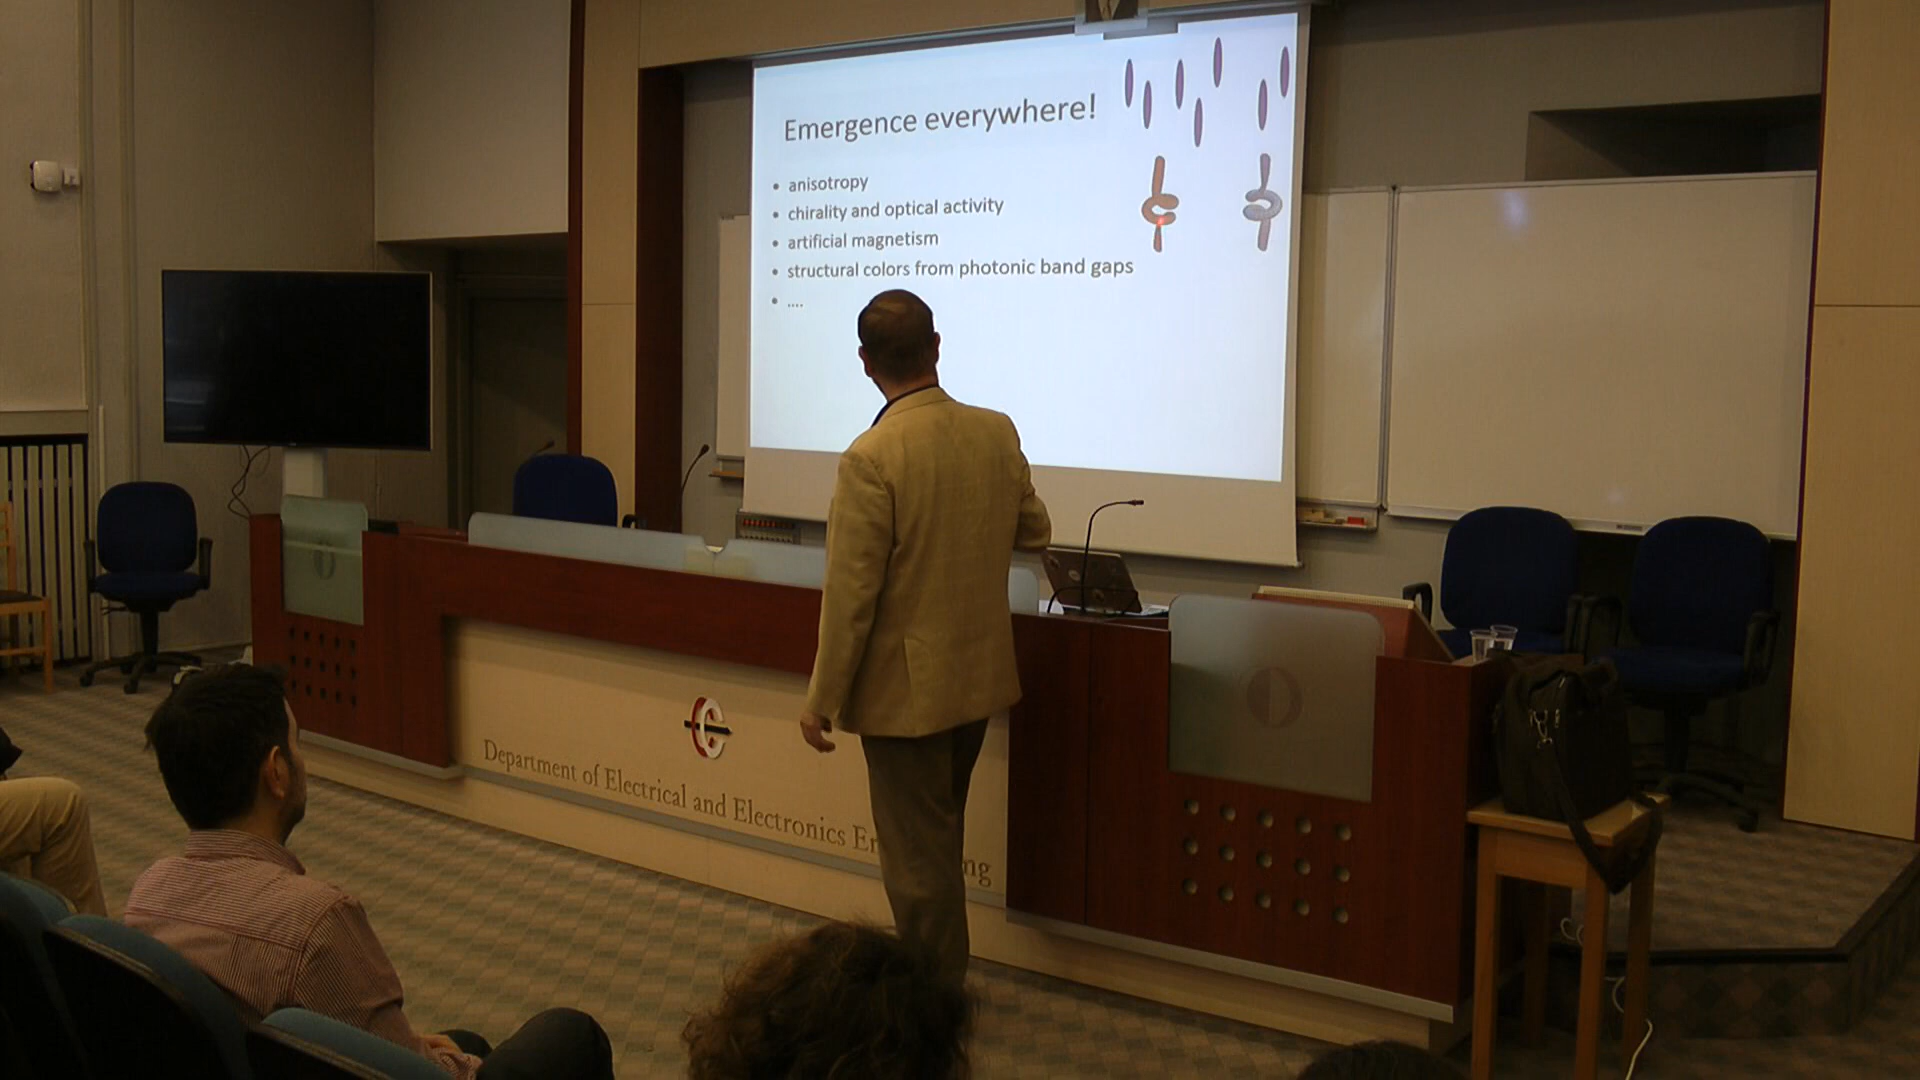 Emergence everywhere!
• anisotropy
• chirality and optical activity
• artificial magnetism
• structural colors from photonic band gaps
• ....
Department of Electrical and Electronics En ng